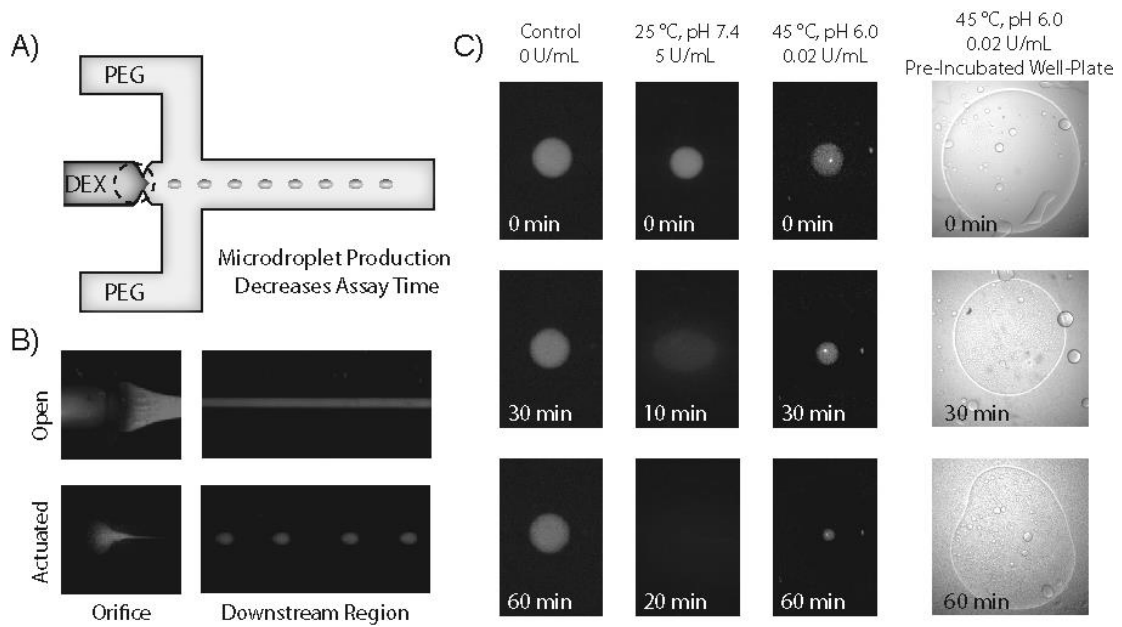 A)
PEG
DEX
PEG
Microdroplet Production
Decreases Assay Time
B)
Open
Actuated
Orifice
Downstream Region
C)
Control
0 U/mL
25 °C, pH 7.4
5 U/mL
45 °C, pH 6.0
0.02 U/mL
45 °C, pH 6.0
0.02 U/mL
Pre-Incubated Well-Plate
0 min
0 min
0 min
0 min
30 min
10 min
30 min
30 min
60 min
20 min
60 min
60 min